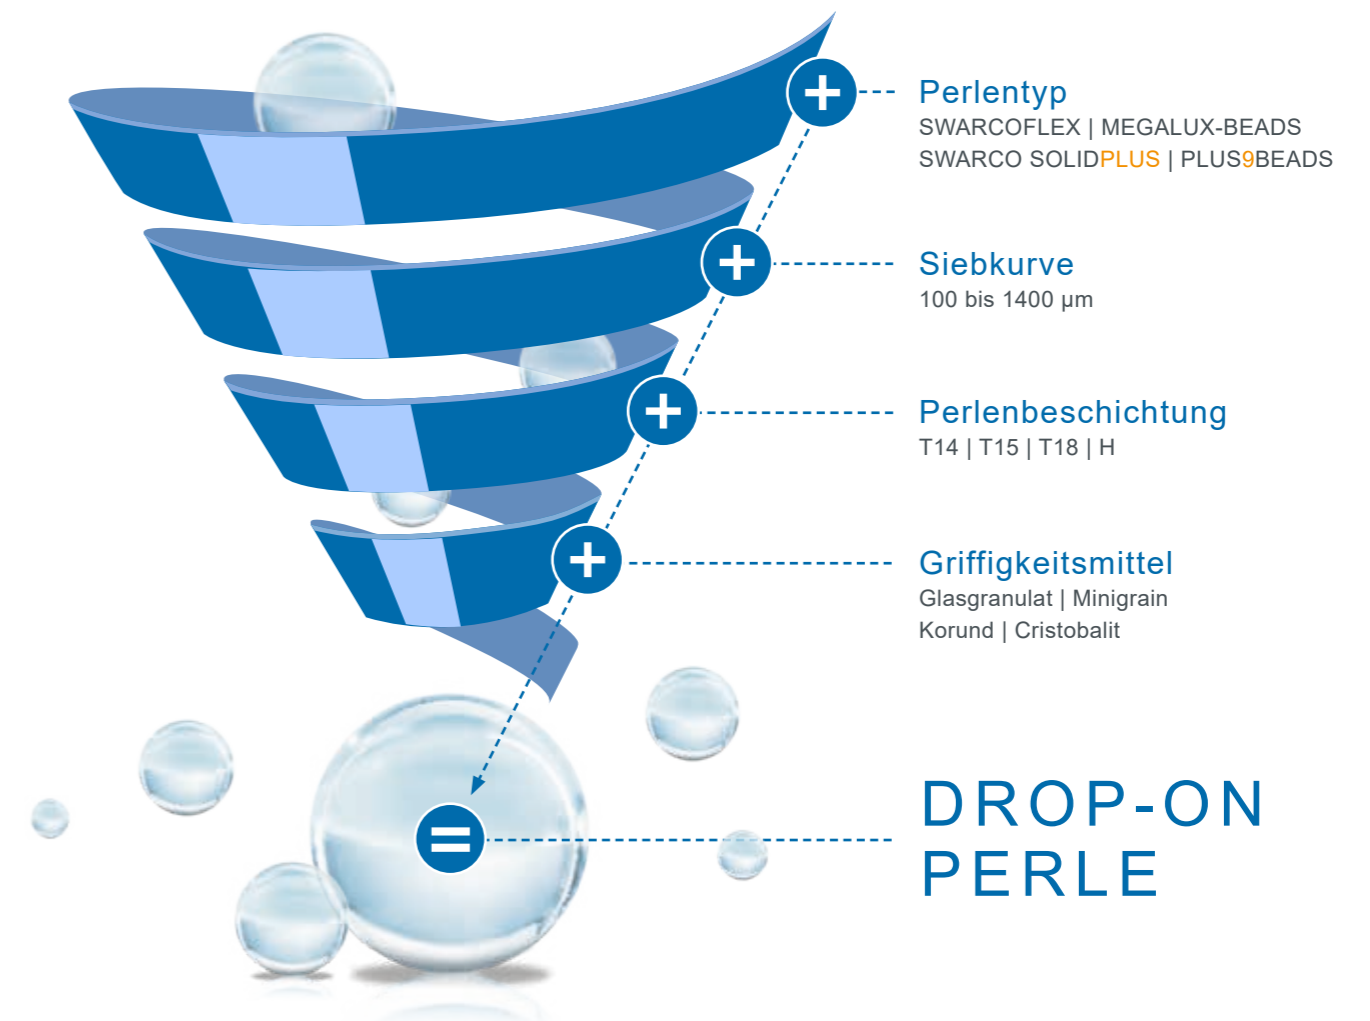 Perlentyp
SWARCOFLEX | MEGALUX-BEADS
SWARCO SOLIDPLUS | PLUS9BEADS
Siebkurve
100 bis 1400 µm
Perlenbeschichtung
T14 | T15 | T18 | H
Griffigkeitsmittel
Glasgranulat | Minigrain
Korund | Cristobalit
DROP-ON
PERLE